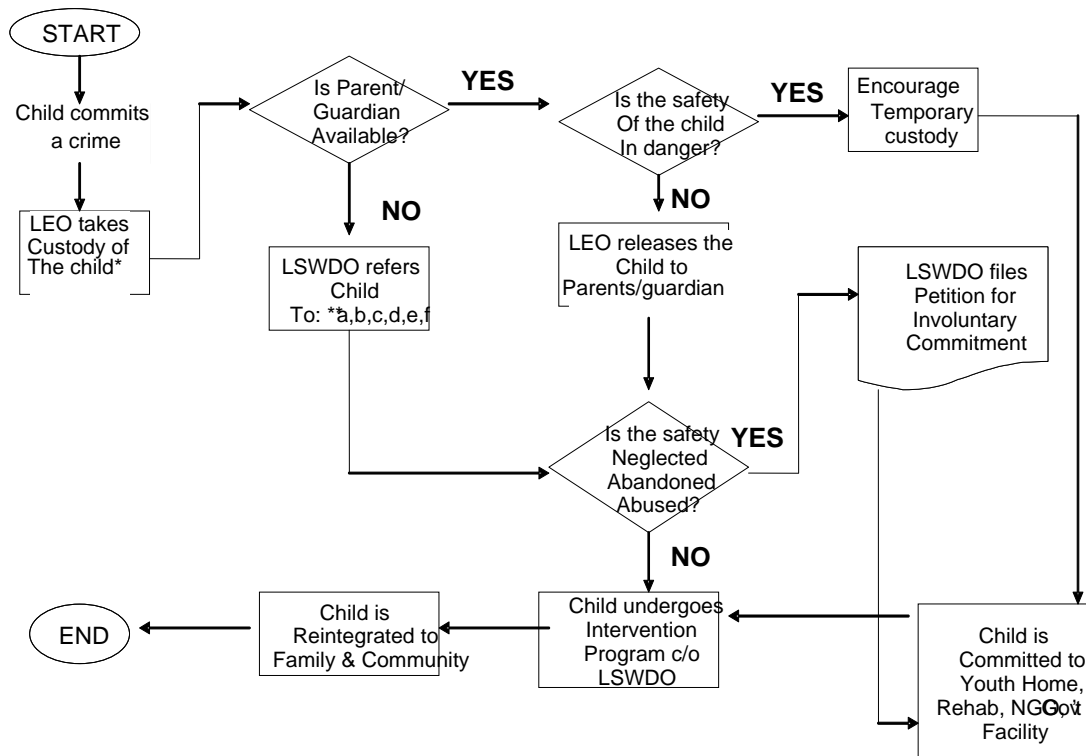 START
Child commits
a crime
LEO takes
Custody of
The child*
Is Parent/
Guardian
Available?
YES
NO
LSWDO refers
Child
To: **a,b,c,d,e,f
Is the safety
Of the child
In danger?
YES
NO
Encourage
Temporary
custody
LEO releases the
Child to
Parents/guardian
LSWDO files
Petition for
Involuntary
Commitment
Is the safety
Neglected
Abandoned
Abused?
YES
NO
Child is
Committed to
Youth Home,
Rehab, NGO, Gov't
Facility
Child undergoes
Intervention
Program c/o
LSWDO
Child is
Reintegrated to
Family & Community
END